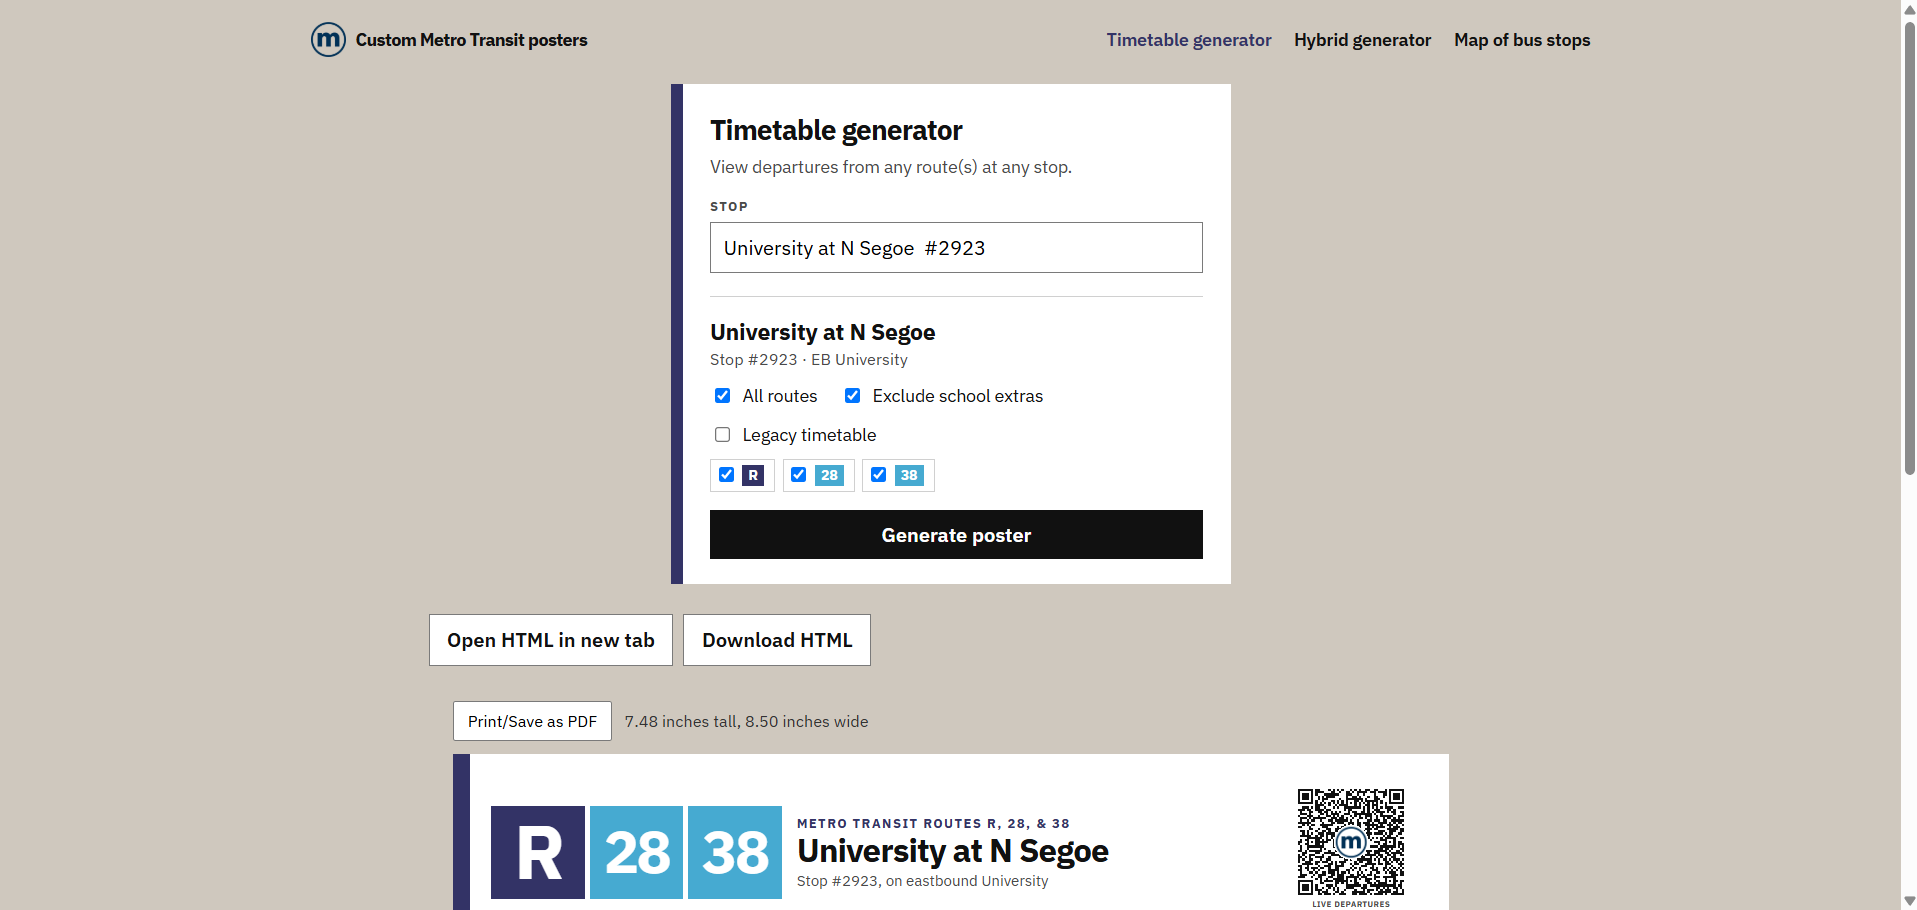 m Custom Metro Transit posters
Timetable generator Hybrid generator Map of bus stops
Timetable generator
View departures from any route(s) at any stop.
STOP
University at N Segoe #2923
University at N Segoe
Stop #2923 · EB University
All routes Exclude school extras
Legacy timetable
R 28 38
Generate poster
Open HTML in new tab Download HTML
Print/Save as PDF 7.48 inches tall, 8.50 inches wide
R 28 38
METRO TRANSIT ROUTES R, 28, & 38
University at N Segoe
Stop #2923, on eastbound University
m
LIVE DEPARTURES